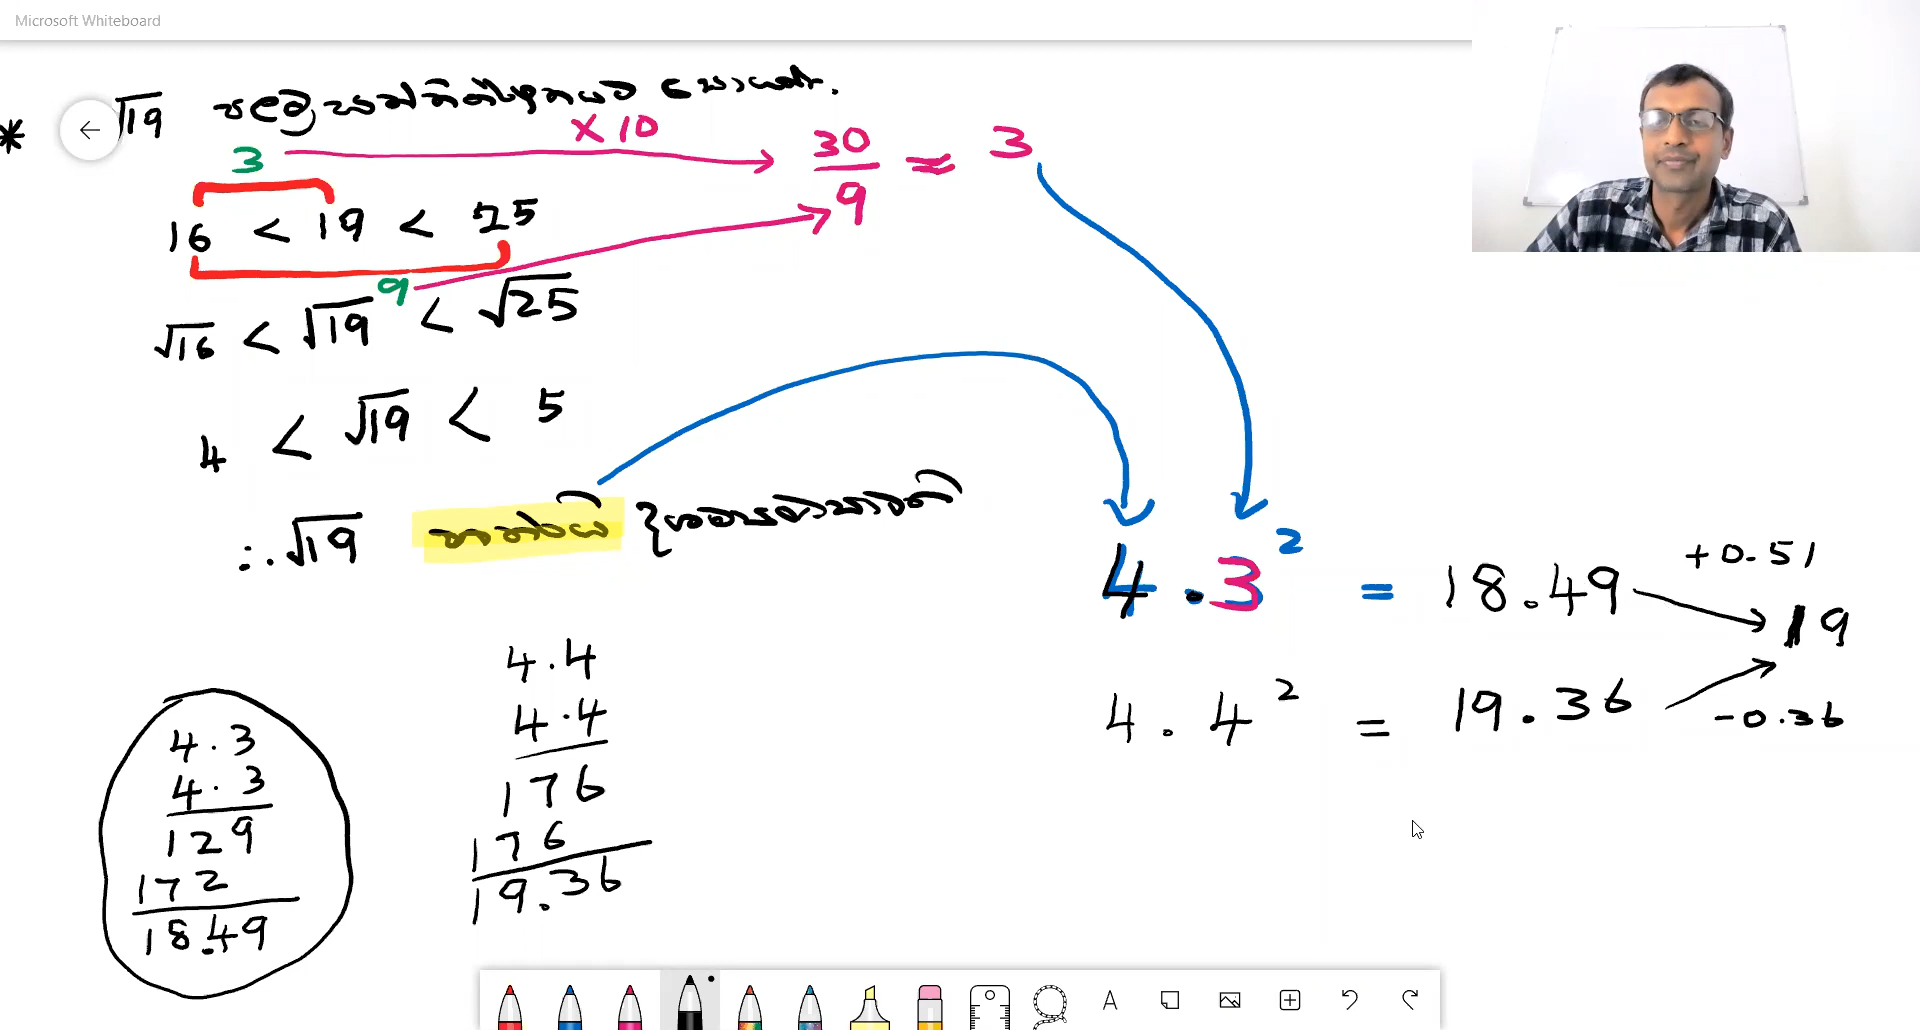 Microsoft Whiteboard
* √19
3 × 10 30/9 ≈ 3
16 < 19 < 25
9
√16 < √19 < √25
4 < √19 < 5
∴ √19
4.3² = 18.49 +0.51
19
4.4² = 19.36 -0.36
4.3
4.3
129
172
18.49
4.4
4.4
176
176
19.36